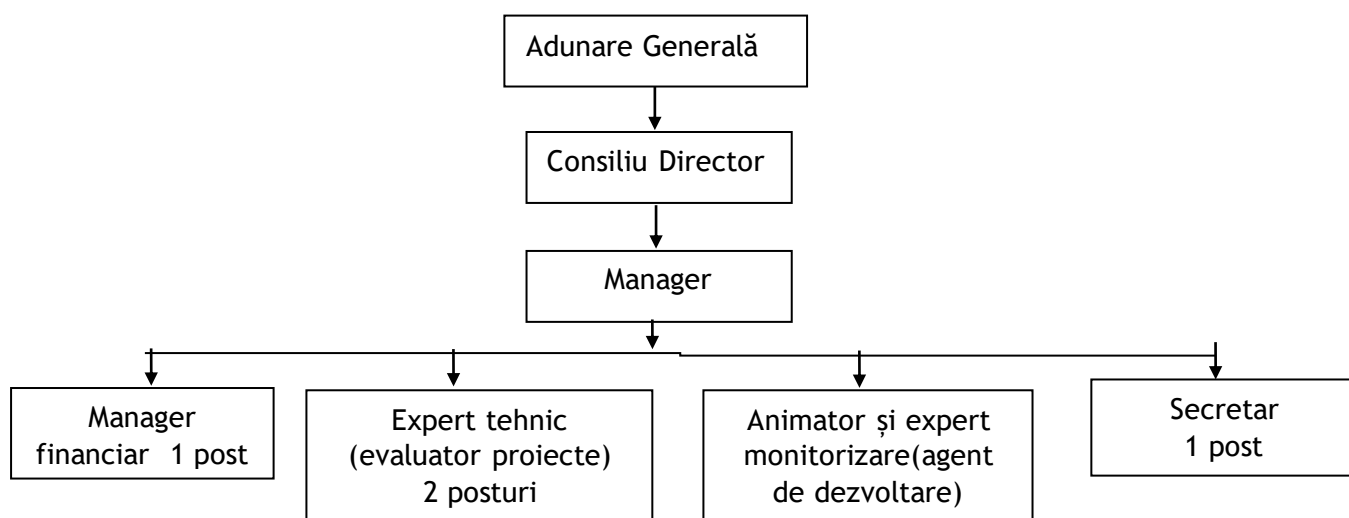 Adunare Generală
Consiliu Director
Manager
Manager
financiar 1 post
Expert tehnic
(evaluator proiecte)
2 posturi
Animator și expert
monitorizare(agent
de dezvoltare)
Secretar
1 post